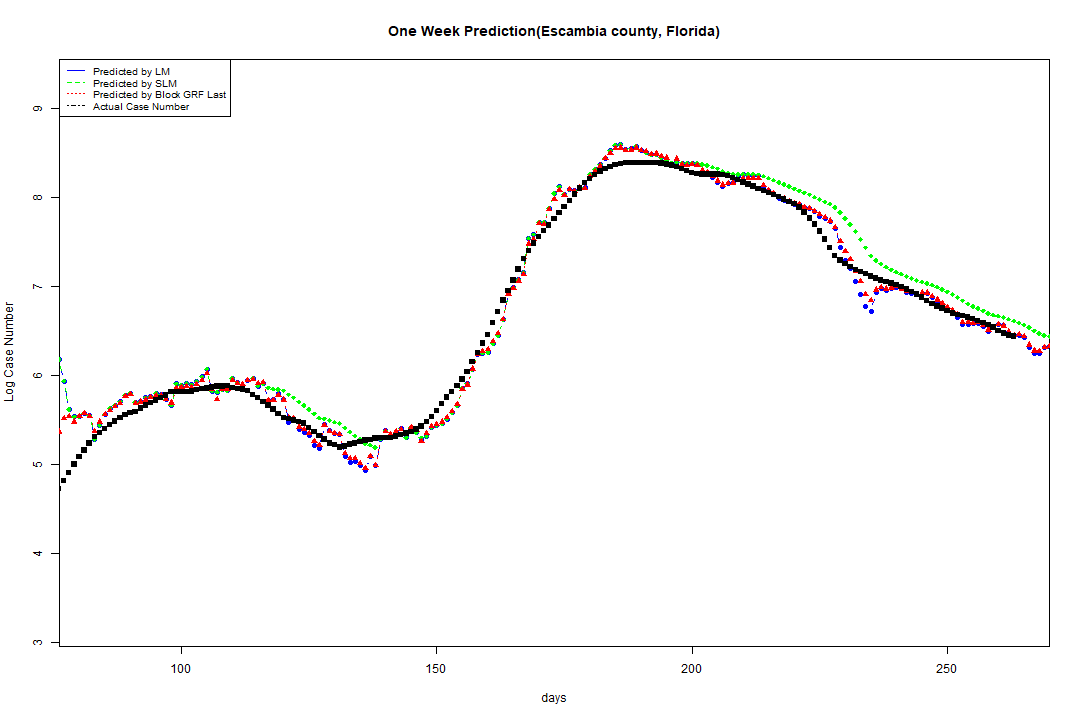 One Week Prediction(Escambia county, Florida)
Predicted by LM
Predicted by SLM
Predicted by Block GRF Last
Actual Case Number
Log Case Number
9
8
7
6
5
4
3
100 150 200 250
days